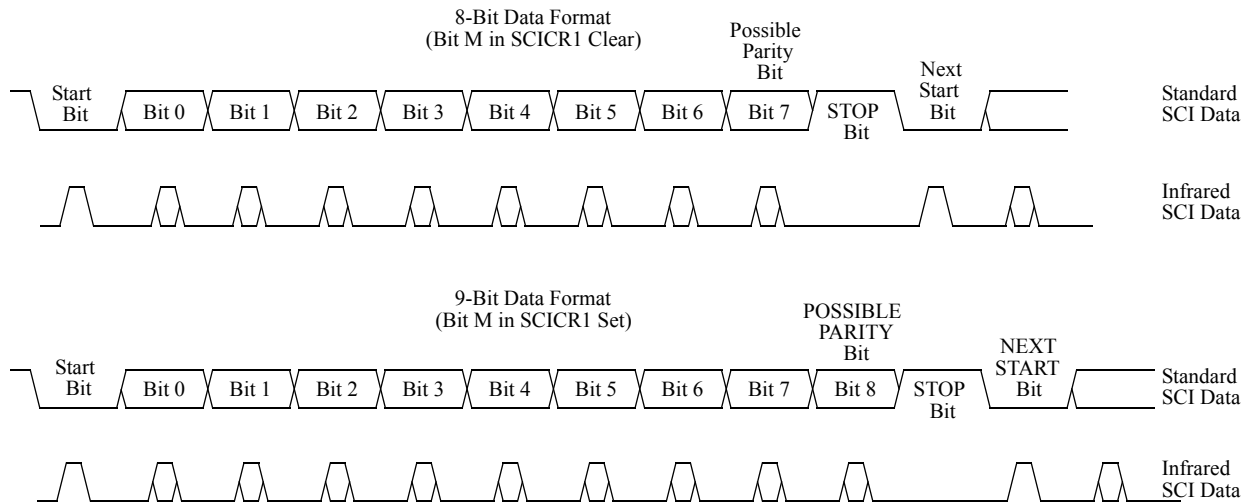 8-Bit Data Format
(Bit M in SCICR1 Clear)
Possible
Parity
Bit
Start
Bit
Bit 0
Bit 1
Bit 2
Bit 3
Bit 4
Bit 5
Bit 6
Bit 7
STOP
Bit
Next
Start
Bit
Standard
SCI Data
Infrared
SCI Data
9-Bit Data Format
(Bit M in SCICR1 Set)
POSSIBLE
PARITY
Bit
Start
Bit
Bit 0
Bit 1
Bit 2
Bit 3
Bit 4
Bit 5
Bit 6
Bit 7
Bit 8
STOP
Bit
NEXT
START
Bit
Standard
SCI Data
Infrared
SCI Data